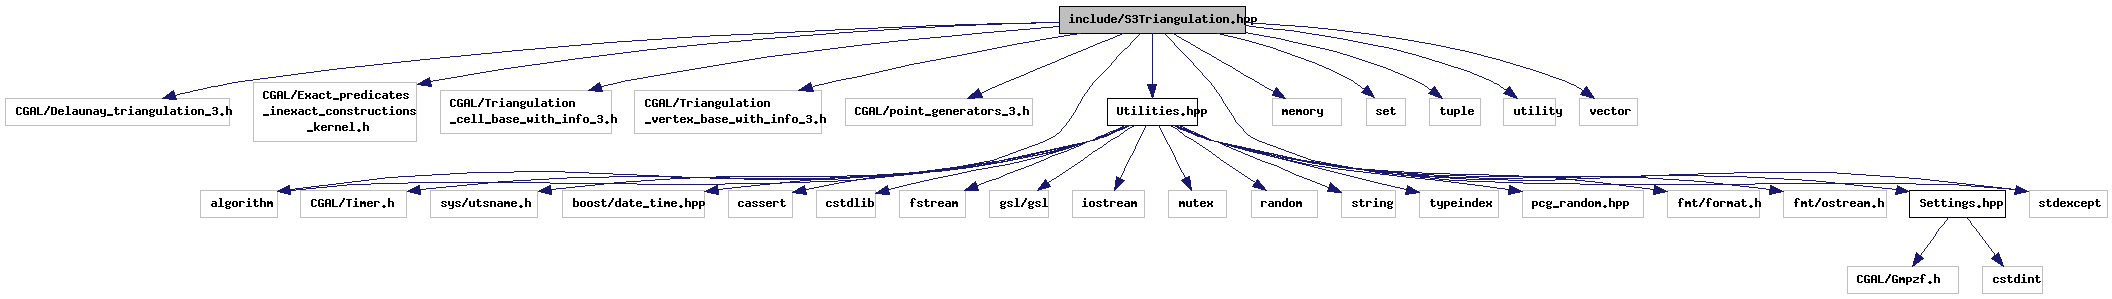 include/S3Triangulation.hpp
CGAL/Delaunay_triangulation_3.h
CGAL/Exact_predicates
_inexact_constructions
_kernel.h
CGAL/Triangulation
_cell_base_with_info_3.h
CGAL/Triangulation
_vertex_base_with_info_3.h
CGAL/point_generators_3.h
Utilities.hpp
memory
set
tuple
utility
vector
algorithm
CGAL/Timer.h
sys/utsname.h
boost/date_time.hpp
cassert
cstdlib
fstream
gsl/gsl
iostream
mutex
random
string
typeindex
pcg_random.hpp
fmt/format.h
fmt/ostream.h
Settings.hpp
stdexcept
CGAL/Gmpzf.h
cstdint